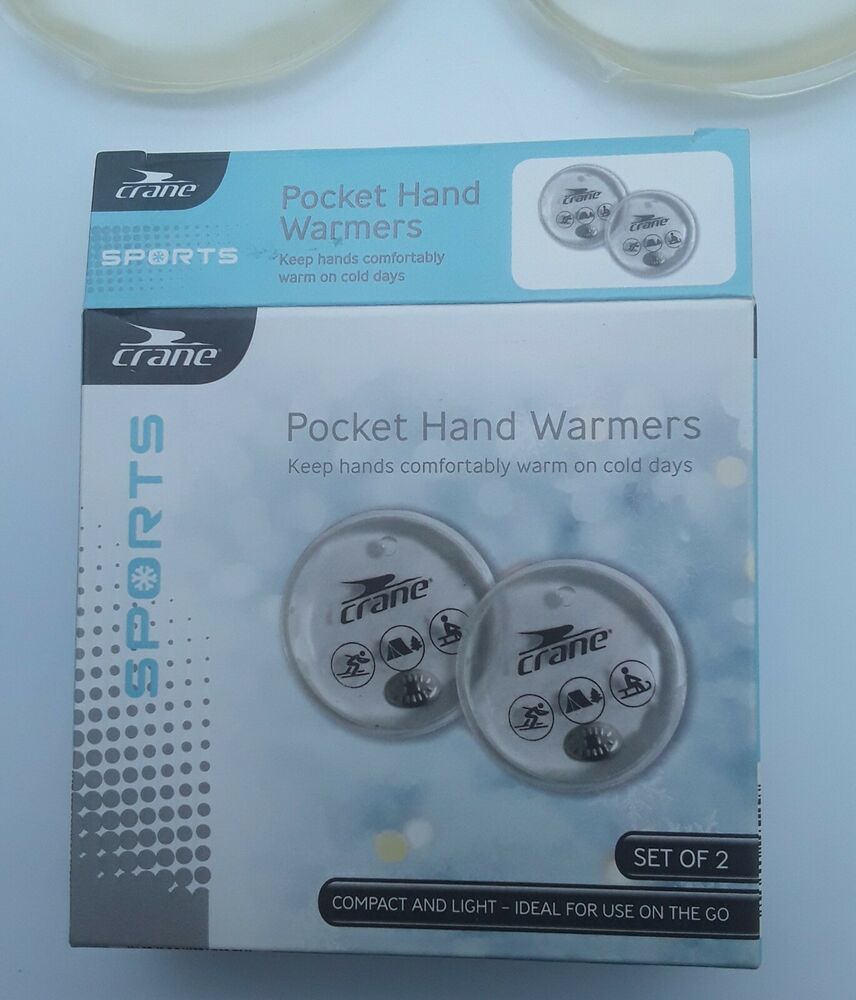 crane
SPORTS
Pocket Hand
Warmers
Keep hands comfortably
warm on cold days
crane
crane
crane
SPORTS
Pocket Hand Warmers
Keep hands comfortably warm on cold days
crane
crane
SET OF 2
COMPACT AND LIGHT – IDEAL FOR USE ON THE GO